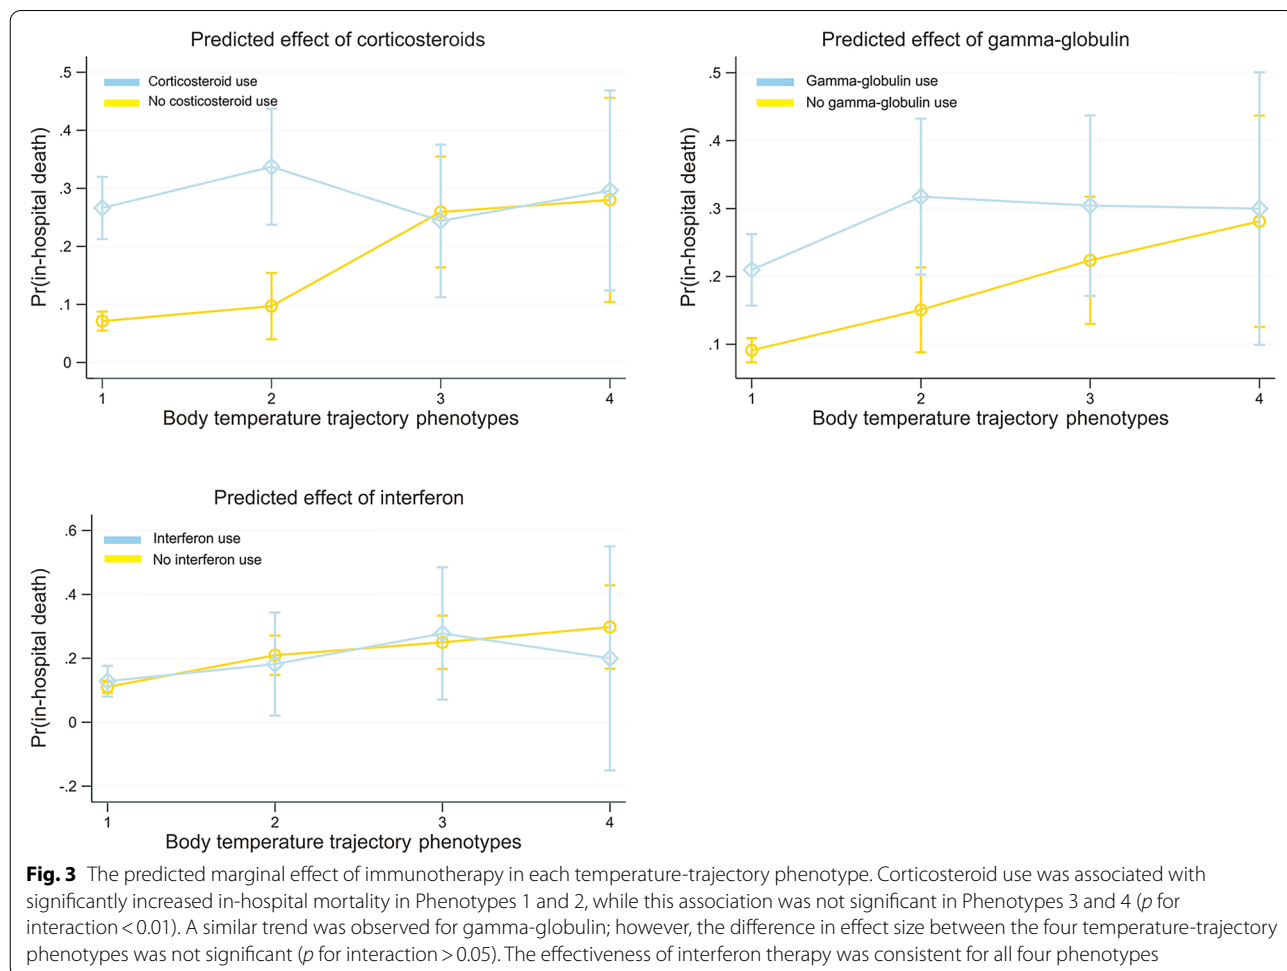 Predicted effect of corticosteroids
Corticosteroid use
No costicosteroid use
Pr(in-hospital death)
.5
.4
.3
.2
.1
0
1 2 3 4
Body temperature trajectory phenotypes
Predicted effect of gamma-globulin
Gamma-globulin use
No gamma-globulin use
Pr(in-hospital death)
.5
.4
.3
.2
.1
1 2 3 4
Body temperature trajectory phenotypes
Predicted effect of interferon
Interferon use
No interferon use
Pr(in-hospital death)
.6
.4
.2
0
-.2
1 2 3 4
Body temperature trajectory phenotypes
Fig. 3 The predicted marginal effect of immunotherapy in each temperature-trajectory phenotype. Corticosteroid use was associated with
significantly increased in-hospital mortality in Phenotypes 1 and 2, while this association was not significant in Phenotypes 3 and 4 (p for
interaction < 0.01). A similar trend was observed for gamma-globulin; however, the difference in effect size between the four temperature-trajectory
phenotypes was not significant (p for interaction > 0.05). The effectiveness of interferon therapy was consistent for all four phenotypes